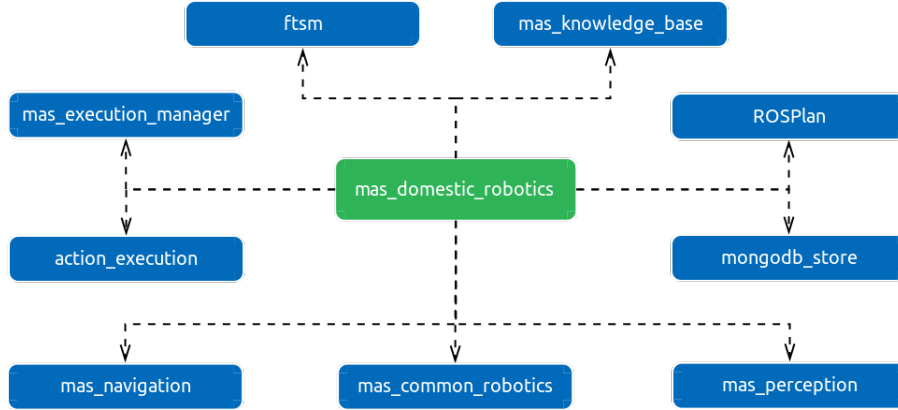 ftsm
mas_knowledge_base
mas_execution_manager
ROSPlan
mas_domestic_robotics
action_execution
mongodb_store
mas_navigation
mas_common_robotics
mas_perception